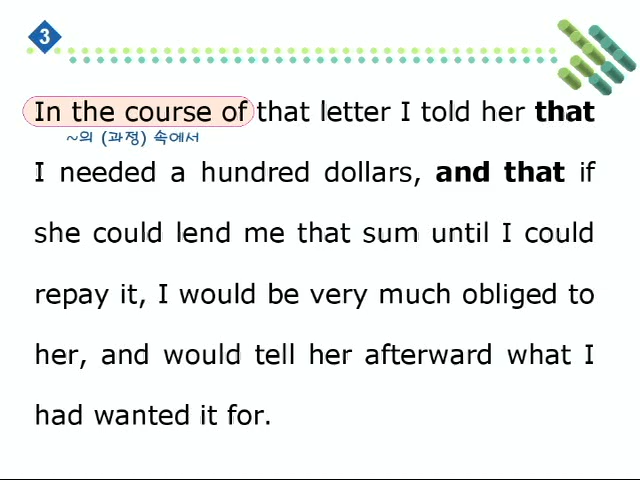 3
In the course of that letter I told her that
~의 (과정) 속에서
I needed a hundred dollars, and that if
she could lend me that sum until I could
repay it, I would be very much obliged to
her, and would tell her afterward what I
had wanted it for.